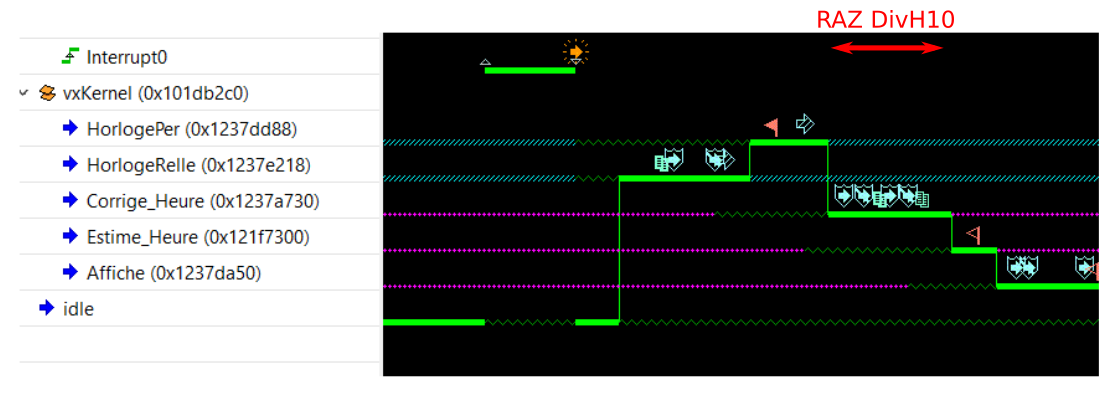 RAZ DivH10
Interrupt0
vxKernel (0x101db2c0)
HorlogePer (0x1237dd88)
HorlogeRelle (0x1237e218)
Corrige_Heure (0x1237a730)
Estime_Heure (0x121f7300)
Affiche (0x1237da50)
idle